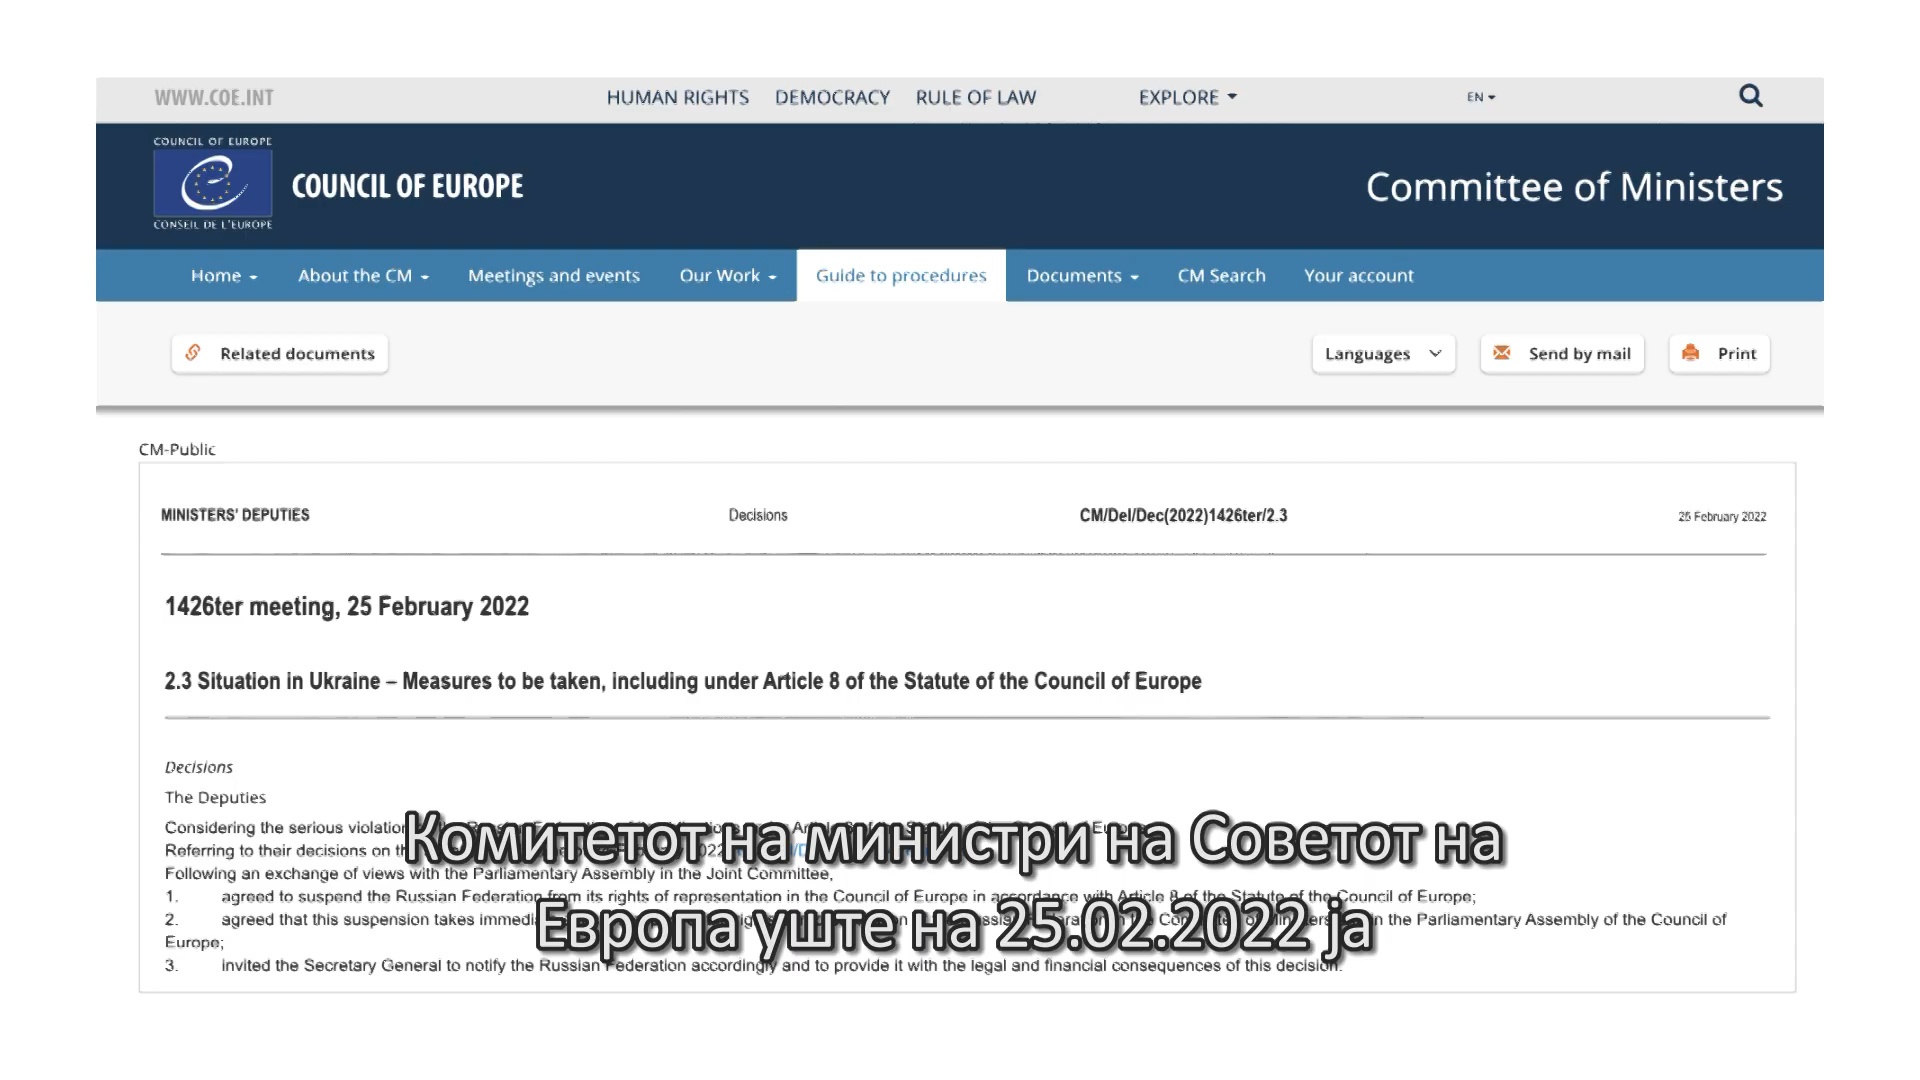 WWW.COE.INT HUMAN RIGHTS DEMOCRACY RULE OF LAW EXPLORE EN
COUNCIL OF EUROPE
COUNCIL OF EUROPE Committee of Ministers
CONSEIL DE L'EUROPE
Home About the CM Meetings and events Our Work Guide to procedures Documents CM Search Your account
Related documents Languages Send by mail Print
CM-Public
MINISTERS' DEPUTIES Decisions CM/Del/Dec(2022)1426ter/2.3 25 February 2022
1426ter meeting, 25 February 2022
2.3 Situation in Ukraine – Measures to be taken, including under Article 8 of the Statute of the Council of Europe
Decisions
The Deputies
Considering the serious
Referring to their decisions on
Following an exchange of views with the Parliamentary Assembly in the Joint Committee,
1. agreed to suspend the Russian Federation from its rights of representation in the Council of Europe in accordance with Article 8 of the Statute of the Council of Europe;
2. agreed that this suspension takes in the Parliamentary Assembly of the Council of
Europe;
3. invited the Secretary General to notify the Russian Federation accordingly and to provide it with the legal and financial consequences of this decision.
Комитетот на министри на Советот на
Европа уште на 25.02.2022 ја